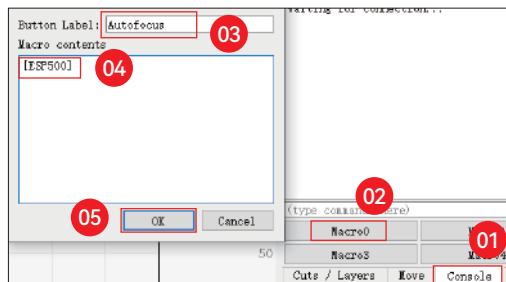 Waiting for connection...
Button Label: Autofocus
03
Macro contents
[ESP500]
04
02
05
OK
Cancel
(type command here)
Macro0
01
50
Macro3
Cuts / Layers
Move
Console